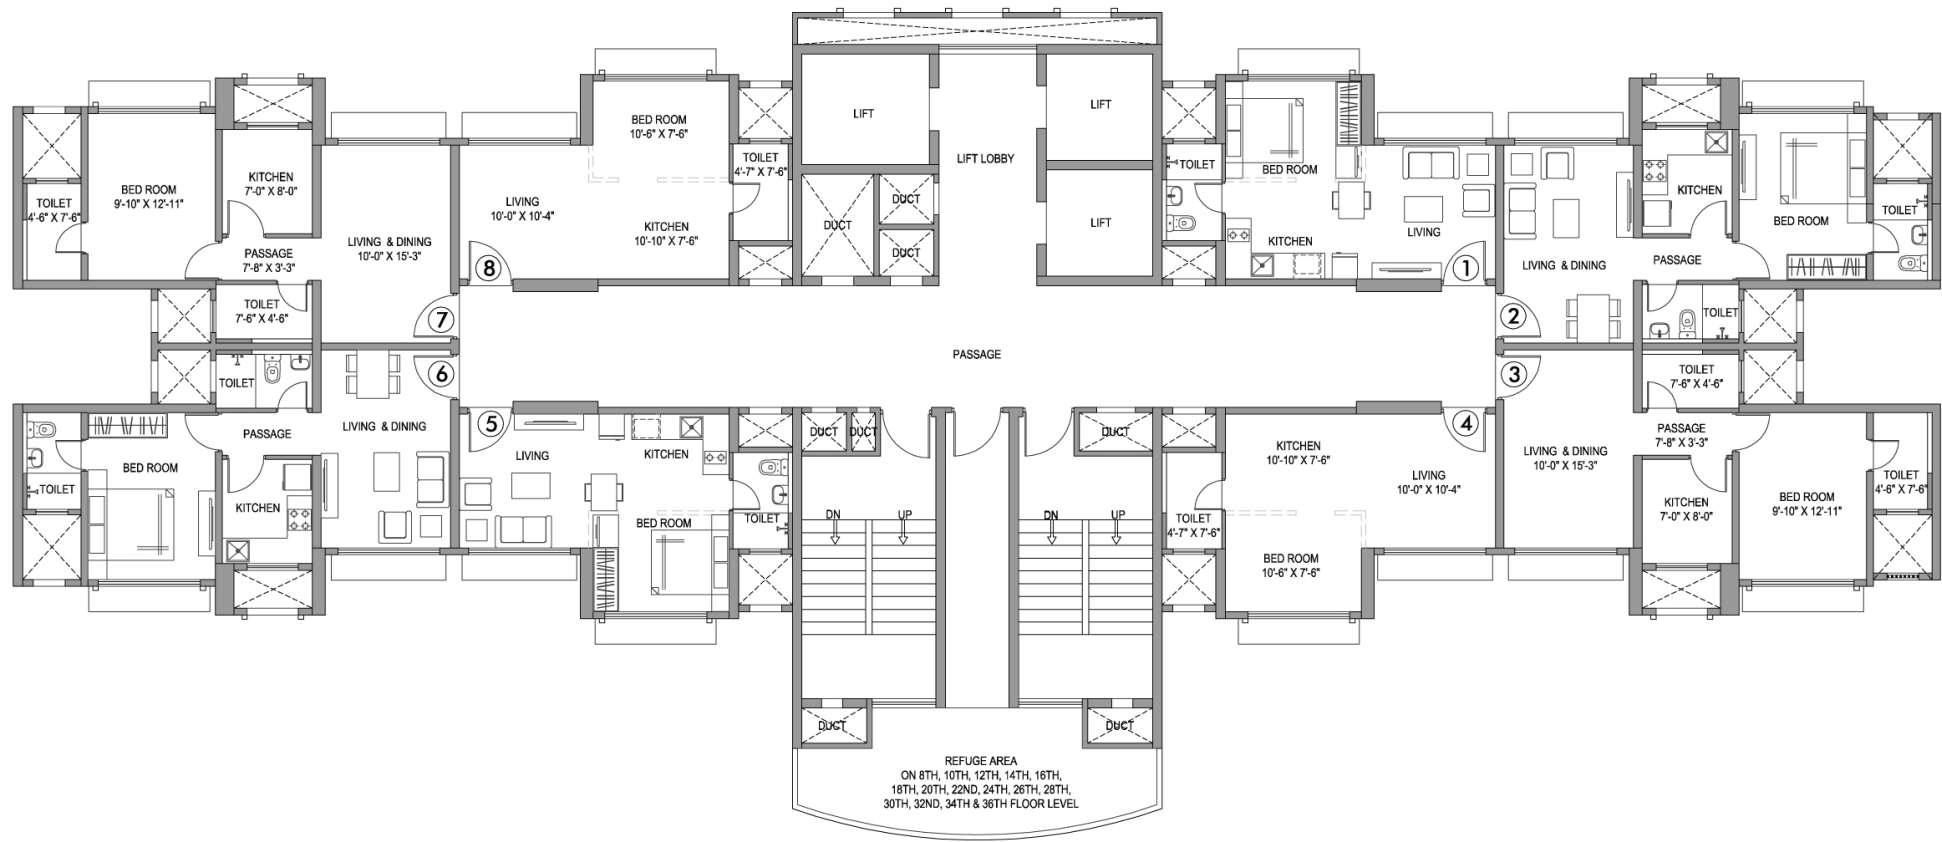 BED ROOM
9'-10" X 12'-11"
TOILET
4'-6" X 7'-6"
KITCHEN
7'-0" X 8'-0"
PASSAGE
7'-8" X 3'-3"
TOILET
7'-6" X 4'-6"
LIVING & DINING
10'-0" X 15'-3"
7
LIVING
10'-0" X 10'-4"
BED ROOM
10'-6" X 7'-6"
KITCHEN
10'-10" X 7'-6"
TOILET
4'-7" X 7'-6"
8
LIFT
LIFT LOBBY
LIFT
LIFT
DUCT
DUCT
DUCT
TOILET
BED ROOM
KITCHEN
LIVING
1
LIVING & DINING
2
KITCHEN
PASSAGE
BED ROOM
TOILET
TOILET
PASSAGE
TOILET
BED ROOM
TOILET
PASSAGE
KITCHEN
LIVING & DINING
6
5
LIVING
KITCHEN
BED ROOM
TOILET
DUCT
DUCT
DUCT
DN
UP
DN
UP
DUCT
DUCT
TOILET
4'-7" X 7'-6"
KITCHEN
10'-10" X 7'-6"
BED ROOM
10'-6" X 7'-6"
LIVING
10'-0" X 10'-4"
4
3
LIVING & DINING
10'-0" X 15'-3"
TOILET
7'-6" X 4'-6"
PASSAGE
7'-8" X 3'-3"
KITCHEN
7'-0" X 8'-0"
BED ROOM
9'-10" X 12'-11"
TOILET
4'-6" X 7'-6"
REFUGE AREA
ON 8TH, 10TH, 12TH, 14TH, 16TH,
18TH, 20TH, 22ND, 24TH, 26TH, 28TH,
30TH, 32ND, 34TH & 36TH FLOOR LEVEL